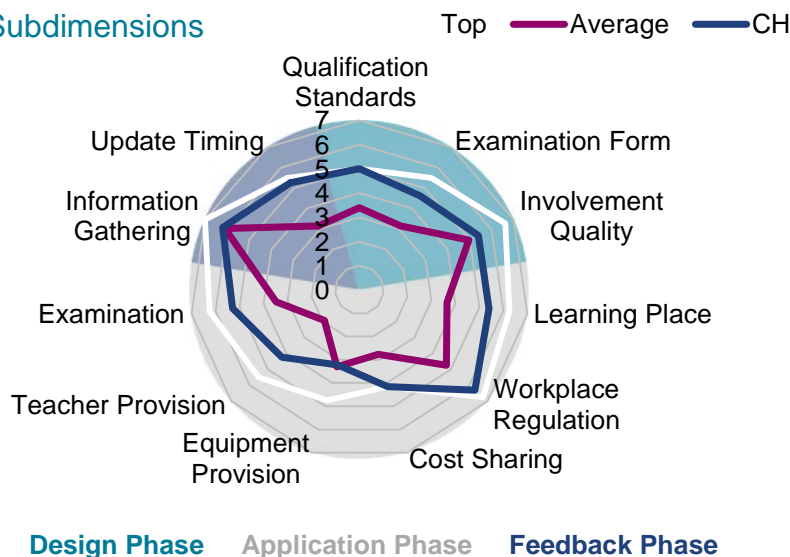 Subdimensions
Top Average CH
Qualification
Standards
Examination Form
Involvement
Quality
Learning Place
Workplace
Regulation
Cost Sharing
Equipment
Provision
Teacher Provision
Examination
Information
Gathering
Update Timing
7
6
5
4
3
2
1
0
Design Phase Application Phase Feedback Phase